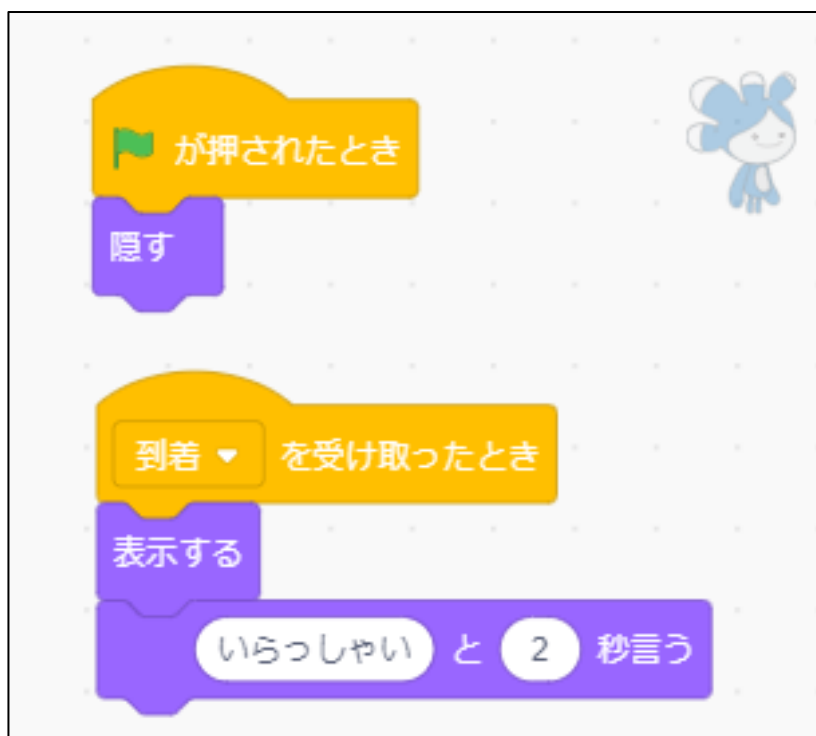 が押されたとき
隠す
到着 を受け取ったとき
表示する
いらっしゃい と 2 秒言う